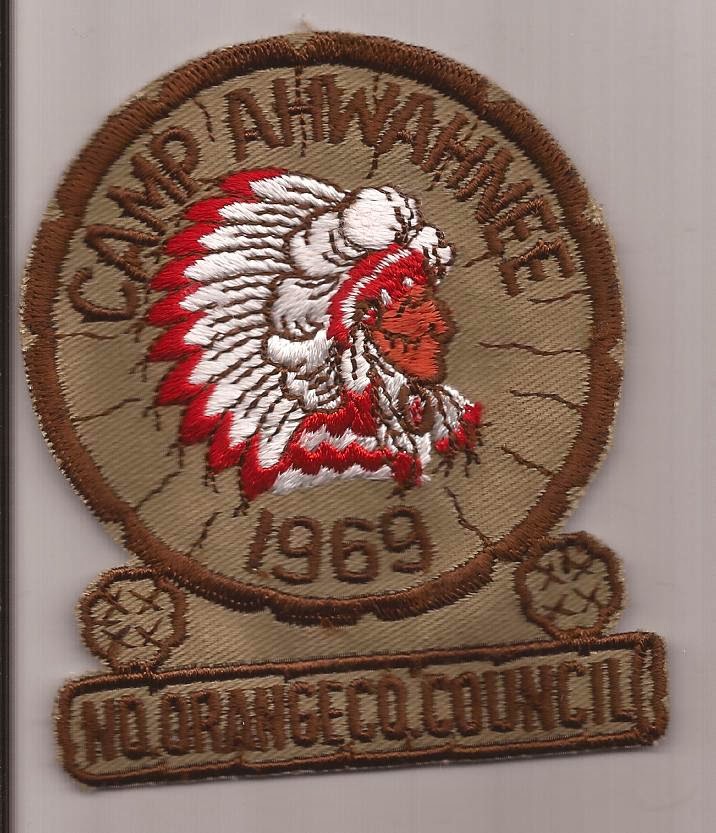 CAMP AHWAHNEE
1969
NO. ORANGE CO. COUNCIL